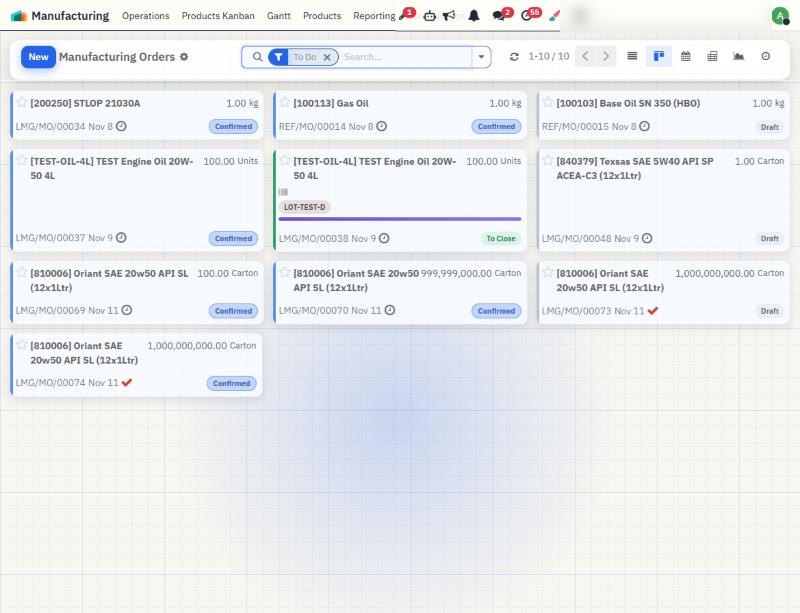 Manufacturing Operations Products Kanban Gantt Products Reporting 1 2 55 A
New Manufacturing Orders To Do Search... 1-10 / 10
[200250] STLOP 21030A 1.00 kg
LMG/MO/00034 Nov 8 Confirmed
[100113] Gas Oil 1.00 kg
REF/MO/00014 Nov 8 Confirmed
[100103] Base Oil SN 350 (HBO) 1.00 kg
REF/MO/00015 Nov 8 Draft
[TEST-OIL-4L] TEST Engine Oil 20W-
50 4L
100.00 Units
LMG/MO/00037 Nov 9 Confirmed
[TEST-OIL-4L] TEST Engine Oil 20W-
50 4L
100.00 Units
LOT-TEST-D
LMG/MO/00038 Nov 9 To Close
[840379] Texsas SAE 5W40 API SP
ACEA-C3 (12x1Ltr)
1.00 Carton
LMG/MO/00048 Nov 9 Draft
[810006] Oriant SAE 20w50 API SL
(12x1Ltr)
100.00 Carton
LMG/MO/00069 Nov 11 Confirmed
[810006] Oriant SAE 20w50
API SL (12x1Ltr)
999,999,000.00 Carton
LMG/MO/00070 Nov 11 Confirmed
[810006] Oriant SAE
20w50 API SL (12x1Ltr)
1,000,000,000.00 Carton
LMG/MO/00073 Nov 11 Draft
[810006] Oriant SAE
20w50 API SL (12x1Ltr)
1,000,000,000.00 Carton
LMG/MO/00074 Nov 11 Confirmed